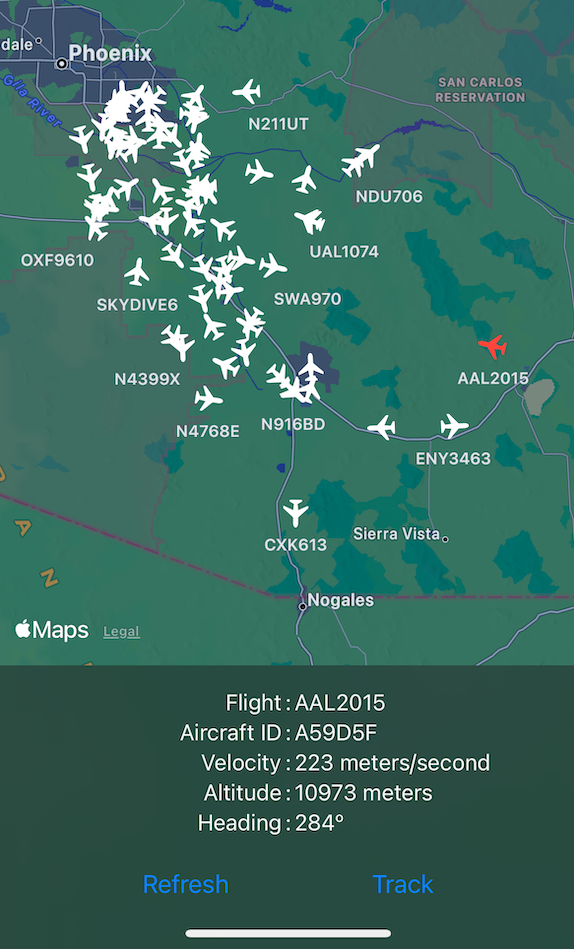 dale
Phoenix
Gila River
SAN CARLOS
RESERVATION
N211UT
NDU706
OXF9610
UAL1074
SKYDIVE6
SWA970
N4399X
AAL2015
N4768E
N916BD
ENY3463
CXK613
Sierra Vista
A
N
Nogales
Maps
Legal
Flight: AAL2015
Aircraft ID: A59D5F
Velocity: 223 meters/second
Altitude: 10973 meters
Heading: 284º
Refresh
Track